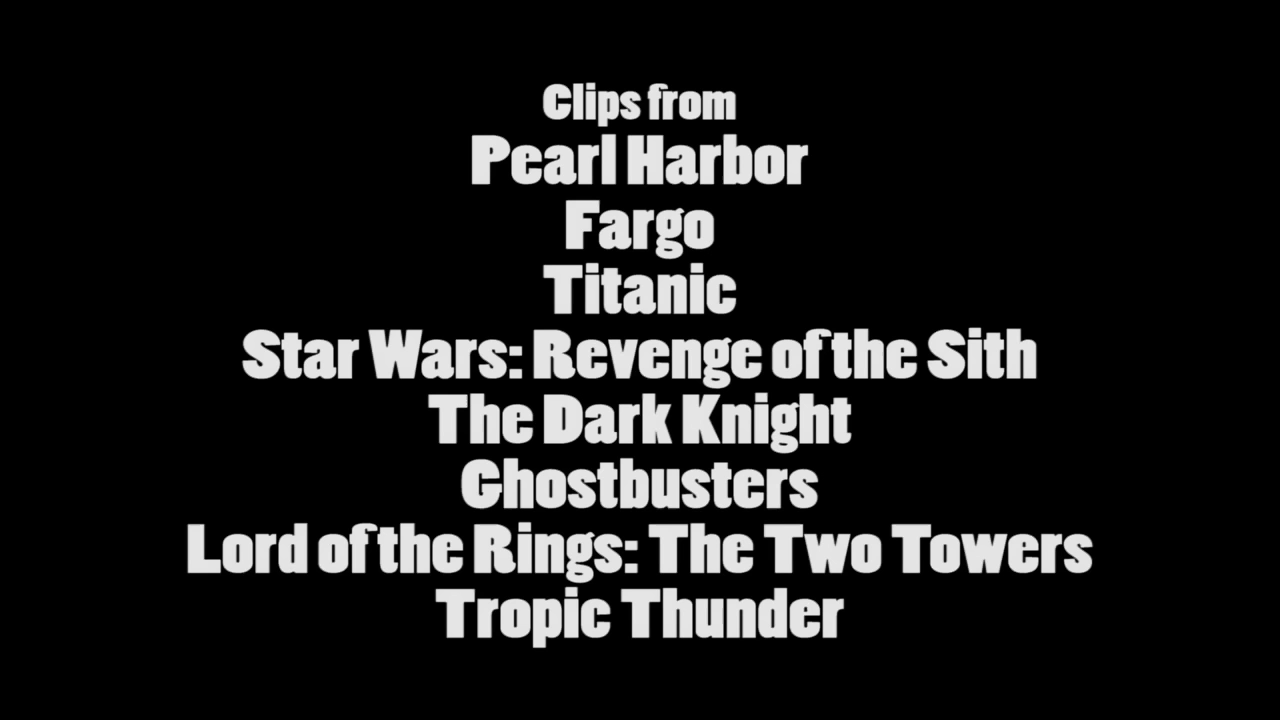 Clips from
Pearl Harbor
Fargo
Titanic
Star Wars: Revenge of the Sith
The Dark Knight
Ghostbusters
Lord of the Rings: The Two Towers
Tropic Thunder